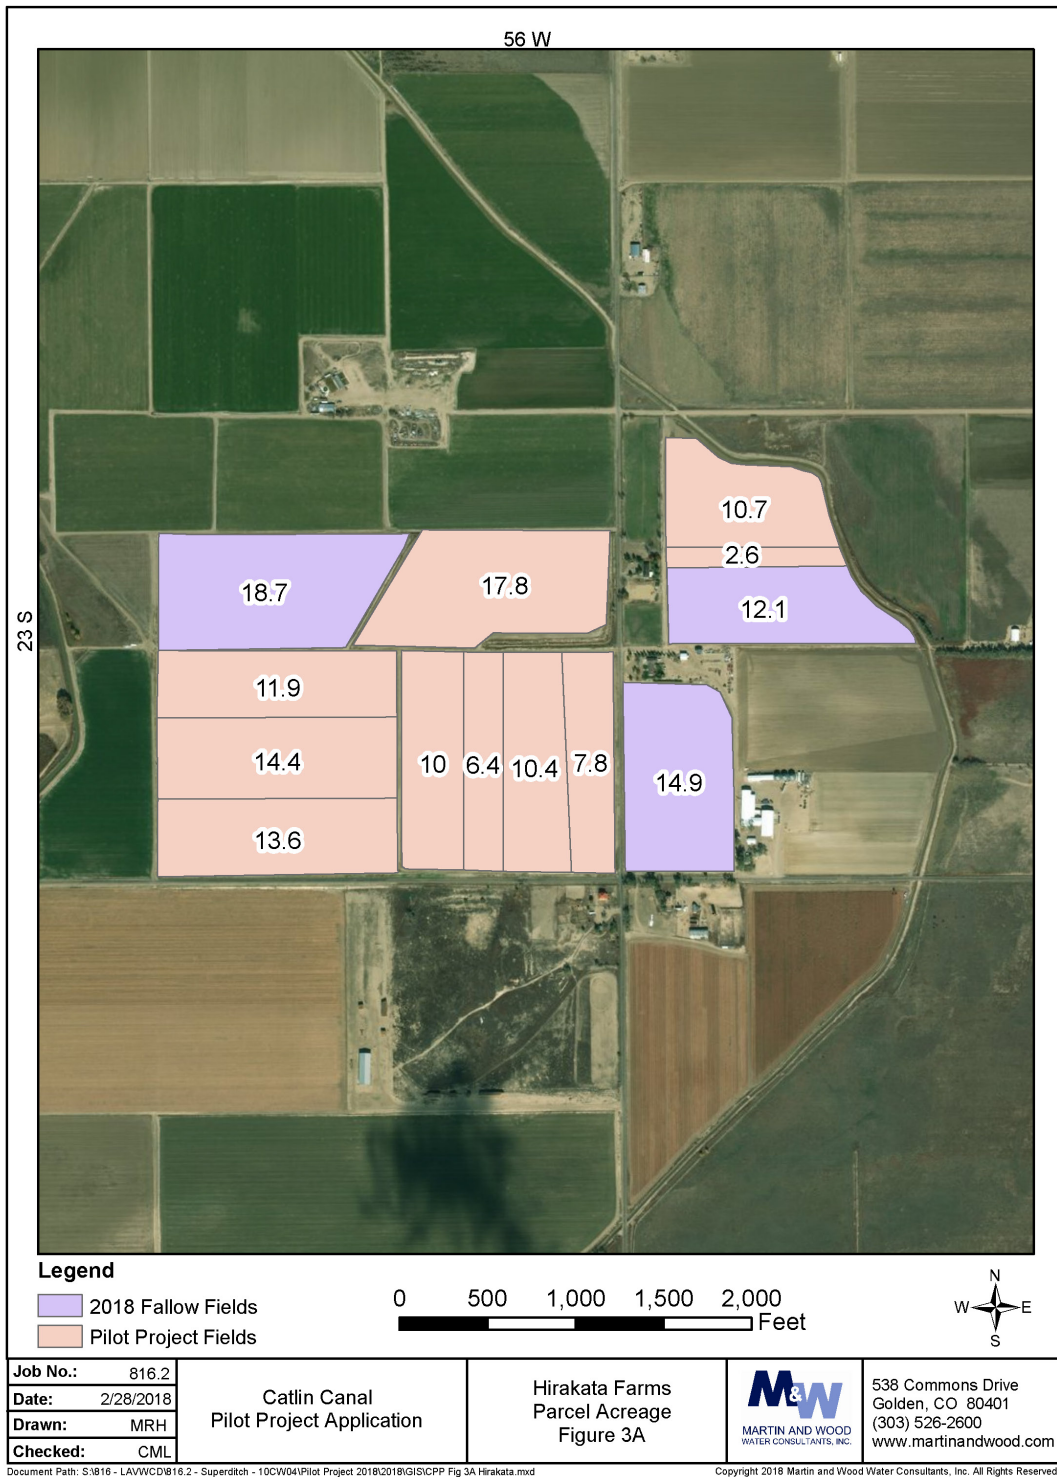 56 W
23 S
10.7
2.6
12.1
18.7
17.8
11.9
14.4
13.6
10
6.4
10.4
7.8
14.9
Legend
2018 Fallow Fields
Pilot Project Fields
0 500 1,000 1,500 2,000
Feet
N
W E
S
Job No.: 816.2
Date: 2/28/2018
Drawn: MRH
Checked: CML
Catlin Canal
Pilot Project Application
Hirakata Farms
Parcel Acreage
Figure 3A
M&W
MARTIN AND WOOD
WATER CONSULTANTS, INC.
538 Commons Drive
Golden, CO 80401
(303) 526-2600
www.martinandwood.com
Document Path: S:\816 - LAVWCD\816.2 - Superditch - 10CW04\Pilot Project 2018\2018\GIS\CPP Fig 3A Hirakata.mxd
Copyright 2018 Martin and Wood Water Consultants, Inc. All Rights Reserved